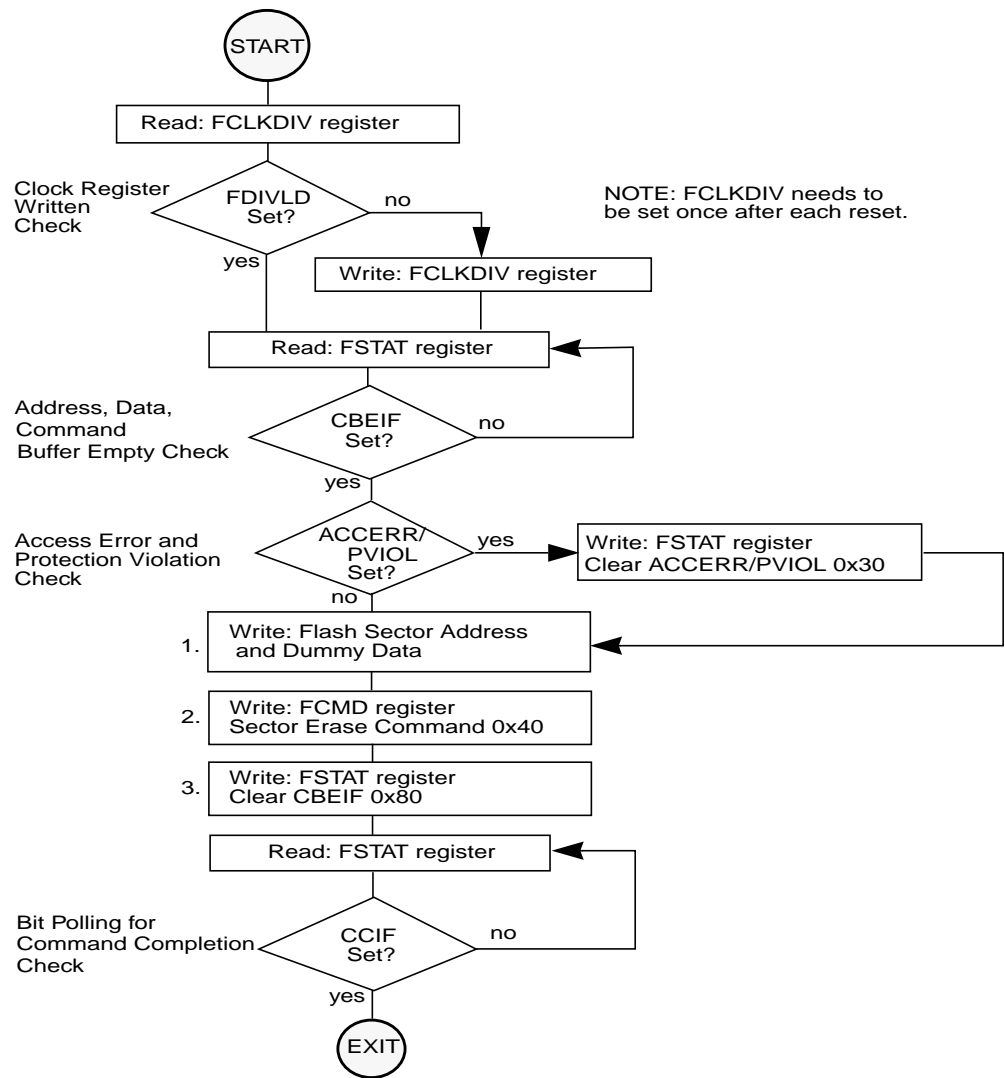 START
Read: FCLKDIV register
Clock Register
Written
Check
FDIVLD
Set?
no
yes
NOTE: FCLKDIV needs to
be set once after each reset.
Write: FCLKDIV register
Read: FSTAT register
Address, Data,
Command
Buffer Empty Check
CBEIF
Set?
no
yes
Access Error and
Protection Violation
Check
ACCERR/
PVIOL
Set?
yes
no
Write: FSTAT register
Clear ACCERR/PVIOL 0x30
1.
Write: Flash Sector Address
and Dummy Data
2.
Write: FCMD register
Sector Erase Command 0x40
3.
Write: FSTAT register
Clear CBEIF 0x80
Read: FSTAT register
Bit Polling for
Command Completion
Check
CCIF
Set?
no
yes
EXIT